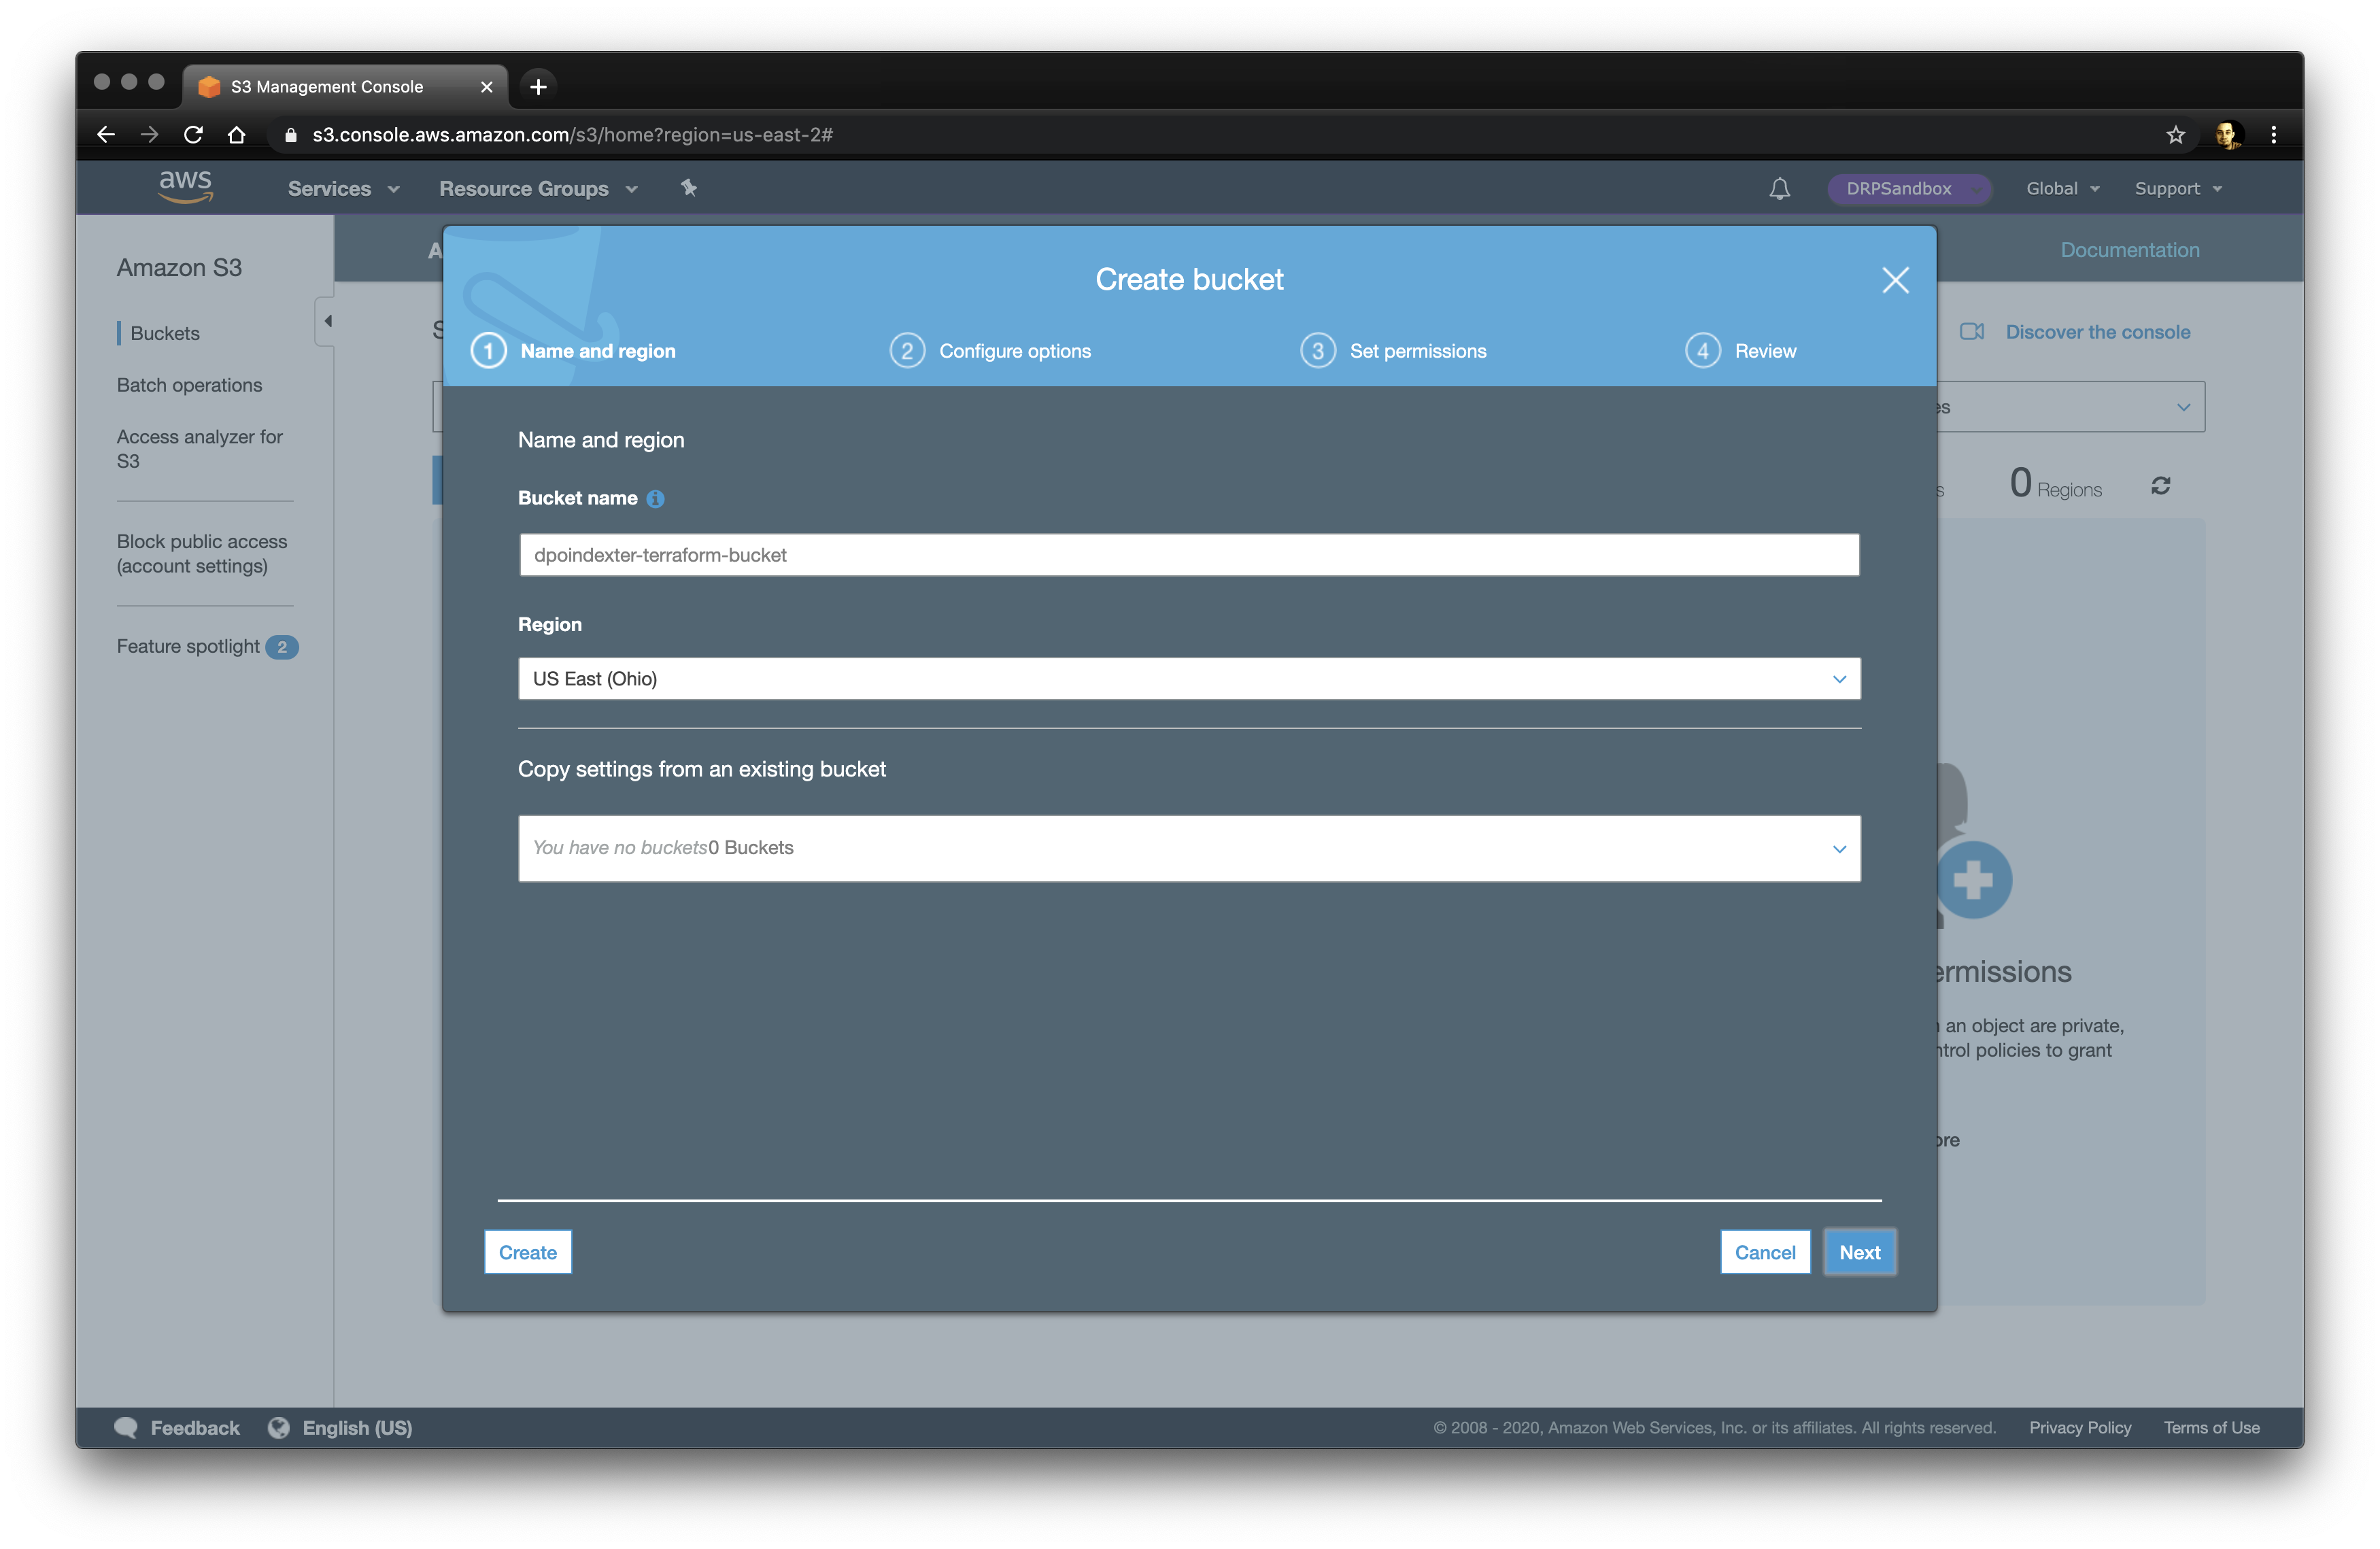 S3 Management Console
s3.console.aws.amazon.com/s3/home?region=us-east-2#
aws
Services
Resource Groups
DRPSandbox
Global
Support
Amazon S3
Buckets
Batch operations
Access analyzer for
S3
Block public access
(account settings)
Feature spotlight 2
Documentation
Discover the console
0 Regions
Create bucket
1 Name and region
2 Configure options
3 Set permissions
4 Review
Name and region
Bucket name
dpoindexter-terraform-bucket
Region
US East (Ohio)
Copy settings from an existing bucket
You have no buckets0 Buckets
an object are private,
policies to grant
Create
Cancel
Next
Feedback
English (US)
© 2008 - 2020, Amazon Web Services, Inc. or its affiliates. All rights reserved.
Privacy Policy
Terms of Use